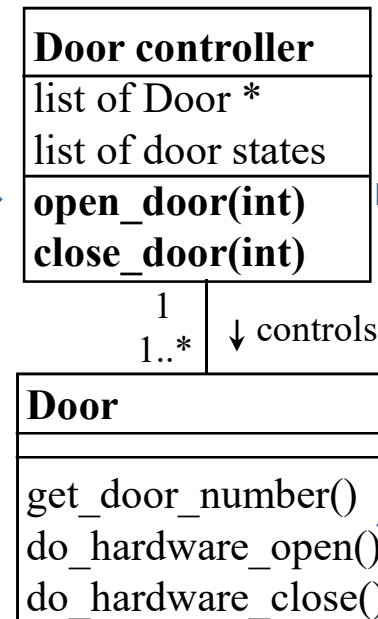 Door controller
list of Door *
list of door states
open_door(int)
close_door(int)
1
1..* ↓ controls
Door
get_door_number()
do_hardware_open()
do_hardware_close()